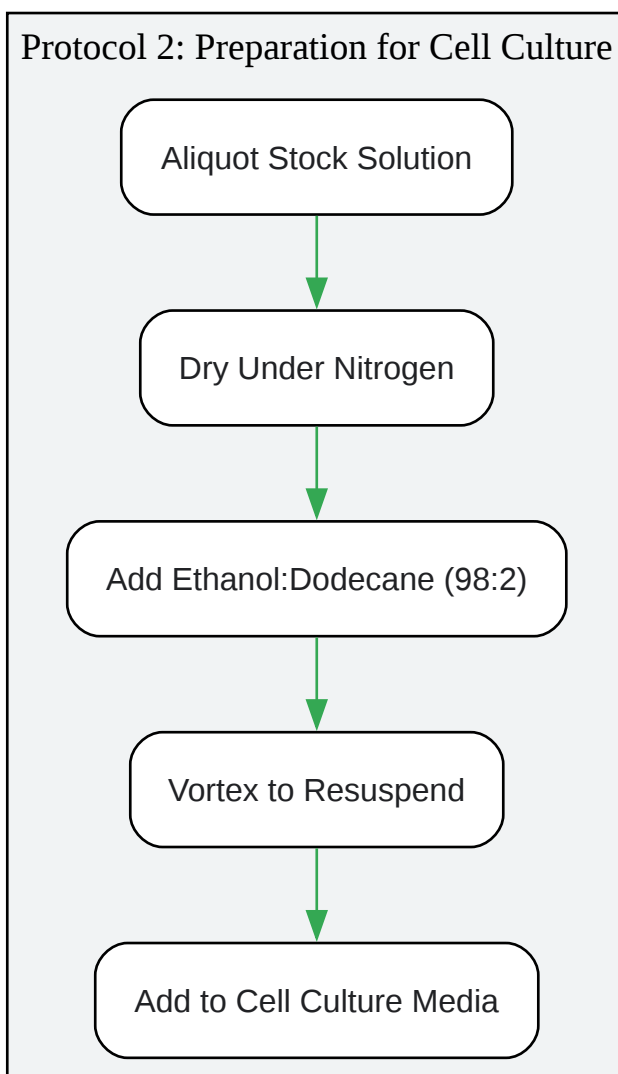 Protocol 2: Preparation for Cell Culture
Aliquot Stock Solution
Dry Under Nitrogen
Add Ethanol:Dodecane (98:2)
Vortex to Resuspend
Add to Cell Culture Media